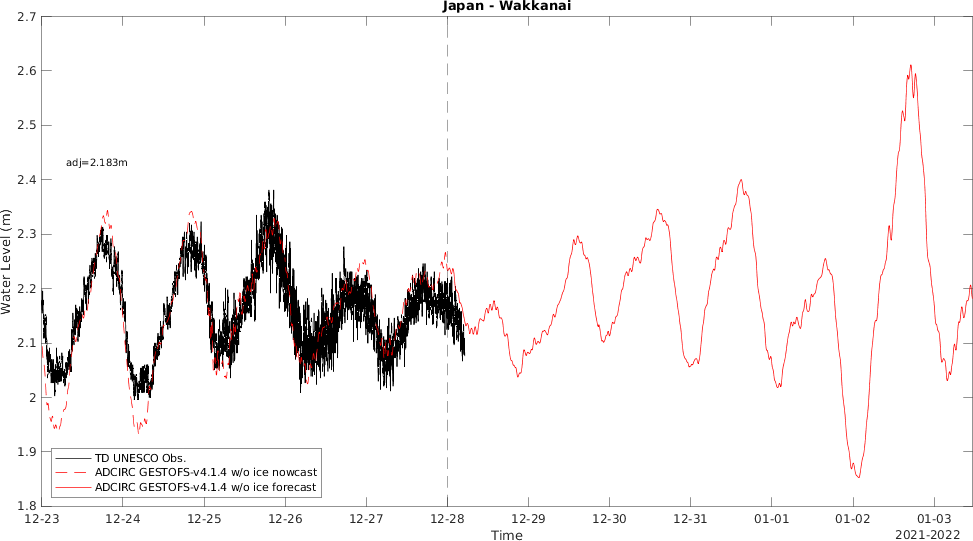 Japan - Wakkanai
2.7
2.6
2.5
2.4
2.3
2.2
2.1
2
1.9
1.8
Water Level (m)
adj=2.183m
TD UNESCO Obs.
ADCIRC GESTOFS-v4.1.4 w/o ice nowcast
ADCIRC GESTOFS-v4.1.4 w/o ice forecast
12-23 12-24 12-25 12-26 12-27 12-28 12-29 12-30 12-31 01-01 01-02 01-03
Time
2021-2022